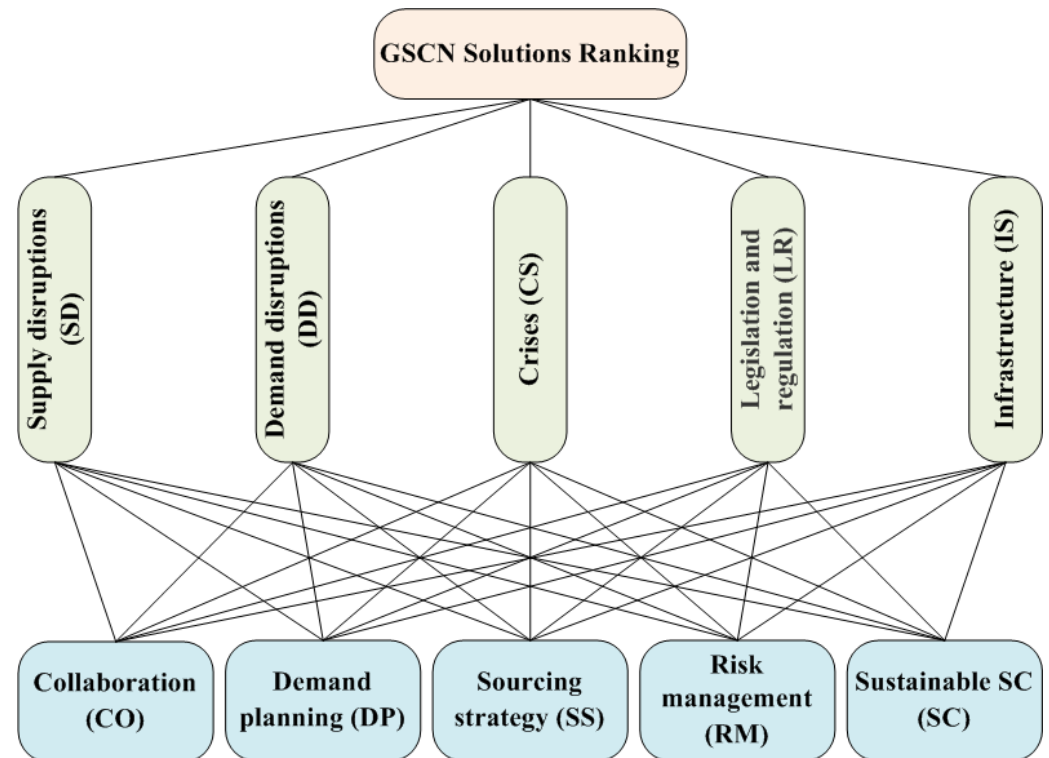 GSCN Solutions Ranking
Supply disruptions
(SD)
Demand disruptions
(DD)
Crises (CS)
Legislation and
regulation (LR)
Infrastructure (IS)
Collaboration
(CO)
Demand
planning (DP)
Sourcing
strategy (SS)
Risk
management
(RM)
Sustainable SC
(SC)